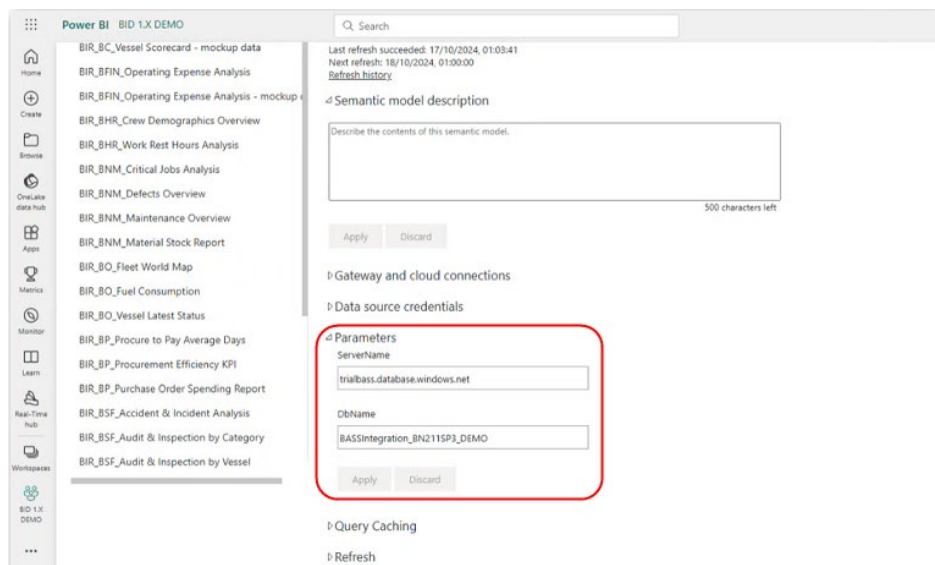 Power BI BID 1.X DEMO
Search
Home
Create
Browse
OneLake
data hub
Apps
Metrics
Monitor
Learn
Real-Time
hub
Workspaces
BID 1.X
DEMO
BIR_BC_Vessel Scorecard - mockup data
BIR_BFIN_Operating Expense Analysis
BIR_BFIN_Operating Expense Analysis - mockup
BIR_BHR_Crew Demographics Overview
BIR_BHR_Work Rest Hours Analysis
BIR_BNM_Critical Jobs Analysis
BIR_BNM_Defects Overview
BIR_BNM_Maintenance Overview
BIR_BNM_Material Stock Report
BIR_BO_Fleet World Map
BIR_BO_Fuel Consumption
BIR_BO_Vessel Latest Status
BIR_BP_Procure to Pay Average Days
BIR_BP_Procurement Efficiency KPI
BIR_BP_Purchase Order Spending Report
BIR_BSF_Accident & Incident Analysis
BIR_BSF_Audit & Inspection by Category
BIR_BSF_Audit & Inspection by Vessel
Last refresh succeeded: 17/10/2024, 01:03:41
Next refresh: 18/10/2024, 01:00:00
Refresh history
Semantic model description
Describe the contents of this semantic model.
500 characters left
Apply Discard
Gateway and cloud connections
Data source credentials
Parameters
ServerName
trialbass.database.windows.net
DbName
BASSIntegration_BN211SP3_DEMO
Apply Discard
Query Caching
Refresh